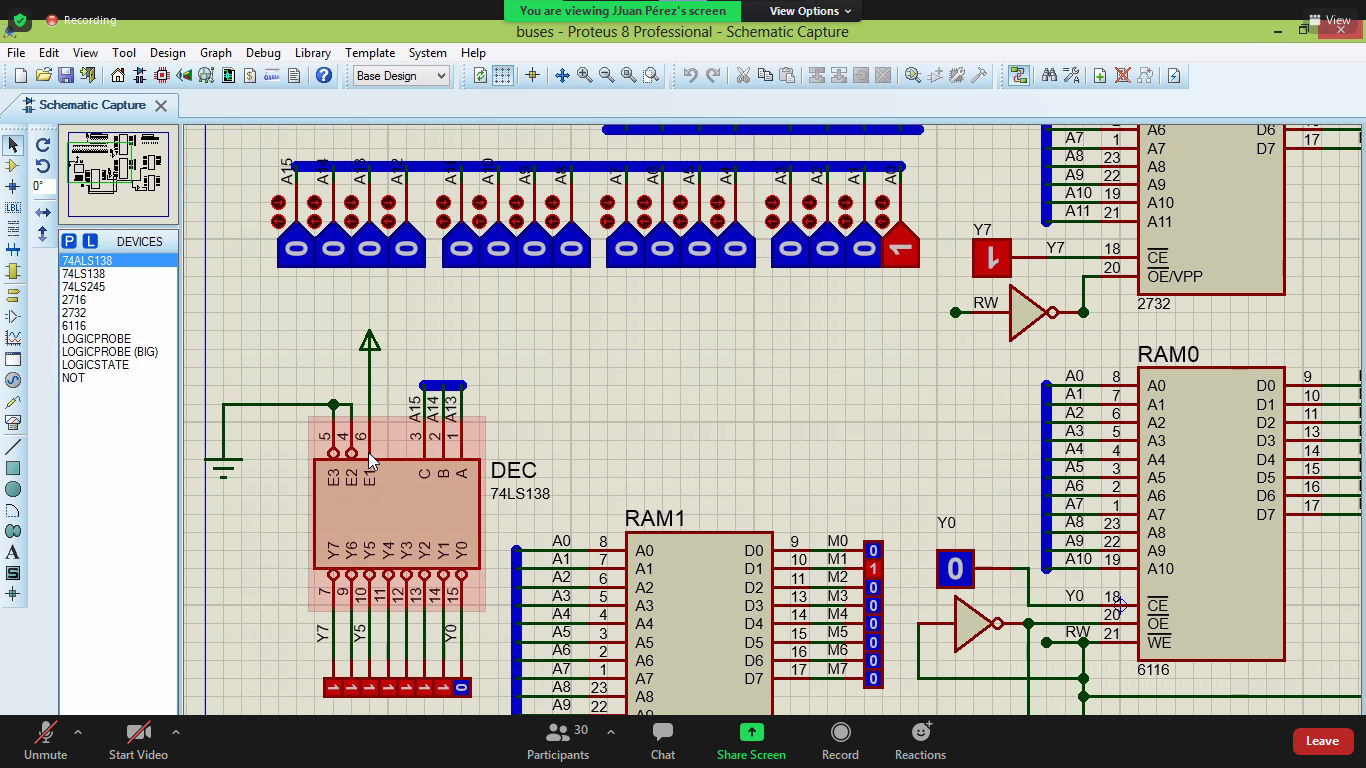 You are viewing JJuan Pérez's screen
View Options
Recording
View
buses - Proteus 8 Professional - Schematic Capture
File Edit View Tool Design Graph Debug Library Template System Help
Base Design
Schematic Capture
0°
P L DEVICES
74ALS138
74LS138
74LS245
2716
2732
6116
LOGICPROBE
LOGICPROBE (BIG)
LOGICSTATE
NOT
A15 A14 A13 A12 A11 A10 A9 A8 A7 A6 A5 A4 A3 A2 A1 A0
0 0 0 0 0 0 0 0 0 0 0 0 0 0 0 1
A6 D6 16
A7 1 A7 D7 17
A8 23 A8
A9 22 A9
A10 19 A10
A11 21 A11
Y7
1 Y7 18 CE
20 OE/VPP
RW
2732
A15 A14 A13
5 4 6 3 2 1
E3 E2 E1 C B A
DEC
74LS138
Y7 Y6 Y5 Y4 Y3 Y2 Y1 Y0
7 9 10 11 12 13 14 15
Y7 Y5 Y0
1 1 1 1 1 1 1 0
RAM1
A0 8 A0 D0 9 M0 0
A1 7 A1 D1 10 M1 1
A2 6 A2 D2 11 M2 0
A3 5 A3 D3 13 M3 0
A4 4 A4 D4 14 M4 0
A5 3 A5 D5 15 M5 0
A6 2 A6 D6 16 M6 0
A7 1 A7 D7 17 M7 0
A8 23 A8
A9 22 A9
RAM0
A0 8 A0 D0 9
A1 7 A1 D1 10
A2 6 A2 D2 11
A3 5 A3 D3 13
A4 4 A4 D4 14
A5 3 A5 D5 15
A6 2 A6 D6 16
A7 1 A7 D7 17
A8 23 A8
A9 22 A9
A10 19 A10
Y0
0
Y0 18 CE
20 OE
RW 21 WE
6116
Unmute
Start Video
Participants 30
Chat
Share Screen
Record
Reactions
Leave